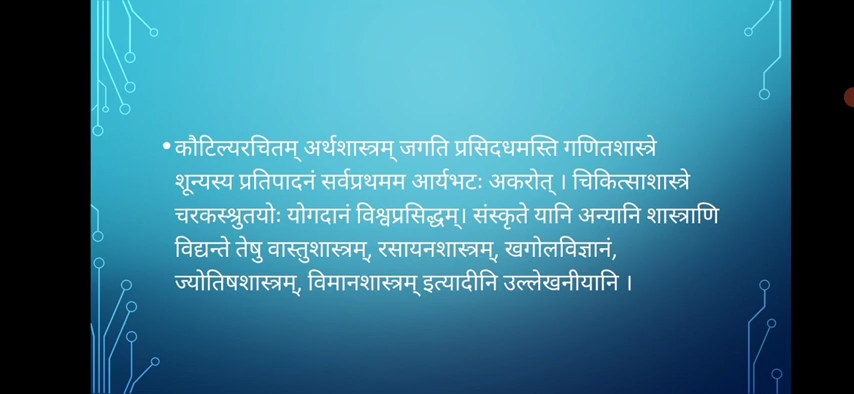 • कौटिल्यरचितम् अर्थशास्त्रम् जगति प्रसिदधमस्ति गणितशास्त्रे
शून्यस्य प्रतिपादनं सर्वप्रथमम आर्यभटः अकरोत् । चिकित्साशास्त्रे
चरकसश्रुतयोः योगदानं विश्वप्रसिद्धम्। संस्कृते यानि अन्यानि शास्त्राणि
विद्यन्ते तेषु वास्तुशास्त्रम्, रसायनशास्त्रम्, खगोलविज्ञानं,
ज्योतिषशास्त्रम्, विमानशास्त्रम् इत्यादीनि उल्लेखनीयानि ।